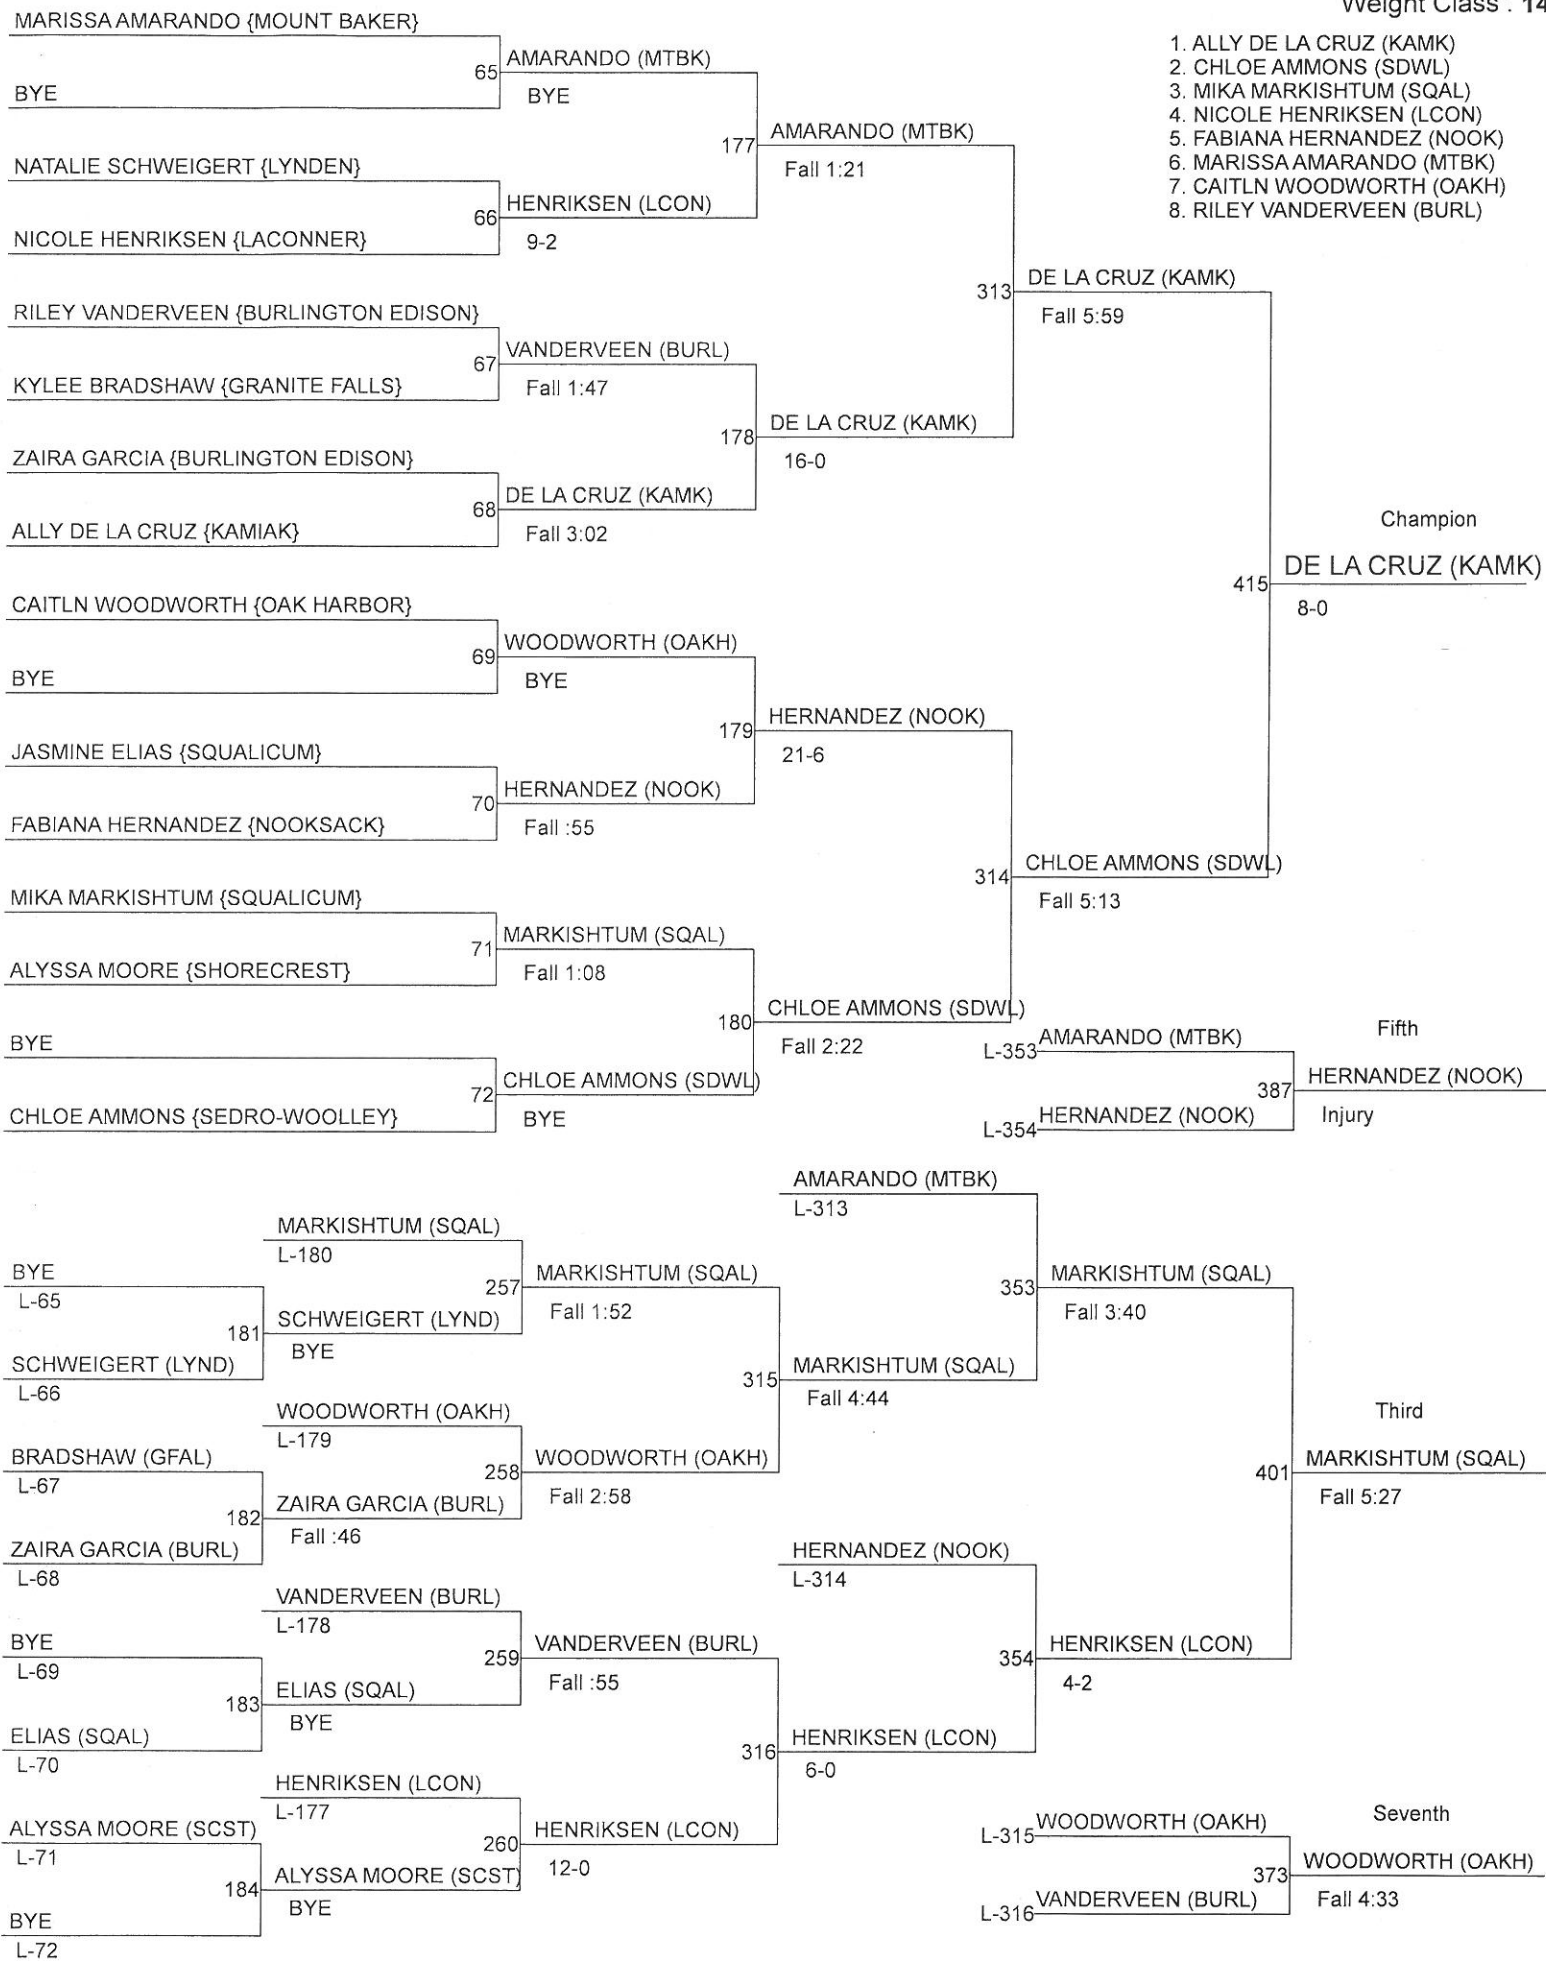 Weight Class : 14
1. ALLY DE LA CRUZ (KAMK)
2. CHLOE AMMONS (SDWL)
3. MIKA MARKISHTUM (SQAL)
4. NICOLE HENRIKSEN (LCON)
5. FABIANA HERNANDEZ (NOOK)
6. MARISSA AMARANDO (MTBK)
7. CAITLN WOODWORTH (OAKH)
8. RILEY VANDERVEEN (BURL)
MARISSA AMARANDO {MOUNT BAKER}
65 AMARANDO (MTBK)
BYE
BYE
177 AMARANDO (MTBK)
Fall 1:21
NATALIE SCHWEIGERT {LYNDEN}
66 HENRIKSEN (LCON)
NICOLE HENRIKSEN {LACONNER}
9-2
313 DE LA CRUZ (KAMK)
Fall 5:59
RILEY VANDERVEEN {BURLINGTON EDISON}
67 VANDERVEEN (BURL)
KYLEE BRADSHAW {GRANITE FALLS}
Fall 1:47
178 DE LA CRUZ (KAMK)
16-0
ZAIRA GARCIA {BURLINGTON EDISON}
68 DE LA CRUZ (KAMK)
ALLY DE LA CRUZ {KAMIAK}
Fall 3:02
Champion
415 DE LA CRUZ (KAMK)
8-0
CAITLN WOODWORTH {OAK HARBOR}
69 WOODWORTH (OAKH)
BYE
BYE
179 HERNANDEZ (NOOK)
21-6
JASMINE ELIAS {SQUALICUM}
70 HERNANDEZ (NOOK)
FABIANA HERNANDEZ {NOOKSACK}
Fall :55
314 CHLOE AMMONS (SDWL)
Fall 5:13
MIKA MARKISHTUM {SQUALICUM}
71 MARKISHTUM (SQAL)
ALYSSA MOORE {SHORECREST}
Fall 1:08
180 CHLOE AMMONS (SDWL)
Fall 2:22
BYE
72 CHLOE AMMONS (SDWL)
CHLOE AMMONS {SEDRO-WOOLLEY}
BYE
Fifth
L-353 AMARANDO (MTBK)
387 HERNANDEZ (NOOK)
L-354 HERNANDEZ (NOOK)
Injury
AMARANDO (MTBK)
L-313
MARKISHTUM (SQAL)
L-180
BYE
L-65
257 MARKISHTUM (SQAL)
Fall 1:52
353 MARKISHTUM (SQAL)
Fall 3:40
181 SCHWEIGERT (LYND)
BYE
SCHWEIGERT (LYND)
L-66
315 MARKISHTUM (SQAL)
Fall 4:44
WOODWORTH (OAKH)
L-179
BRADSHAW (GFAL)
L-67
258 WOODWORTH (OAKH)
Fall 2:58
Third
401 MARKISHTUM (SQAL)
Fall 5:27
182 ZAIRA GARCIA (BURL)
Fall :46
ZAIRA GARCIA (BURL)
L-68
HERNANDEZ (NOOK)
L-314
VANDERVEEN (BURL)
L-178
BYE
L-69
259 VANDERVEEN (BURL)
Fall :55
354 HENRIKSEN (LCON)
4-2
183 ELIAS (SQAL)
BYE
ELIAS (SQAL)
L-70
316 HENRIKSEN (LCON)
6-0
HENRIKSEN (LCON)
L-177
ALYSSA MOORE (SCST)
L-71
260 HENRIKSEN (LCON)
12-0
184 ALYSSA MOORE (SCST)
BYE
BYE
L-72
Seventh
L-315 WOODWORTH (OAKH)
373 WOODWORTH (OAKH)
L-316 VANDERVEEN (BURL)
Fall 4:33